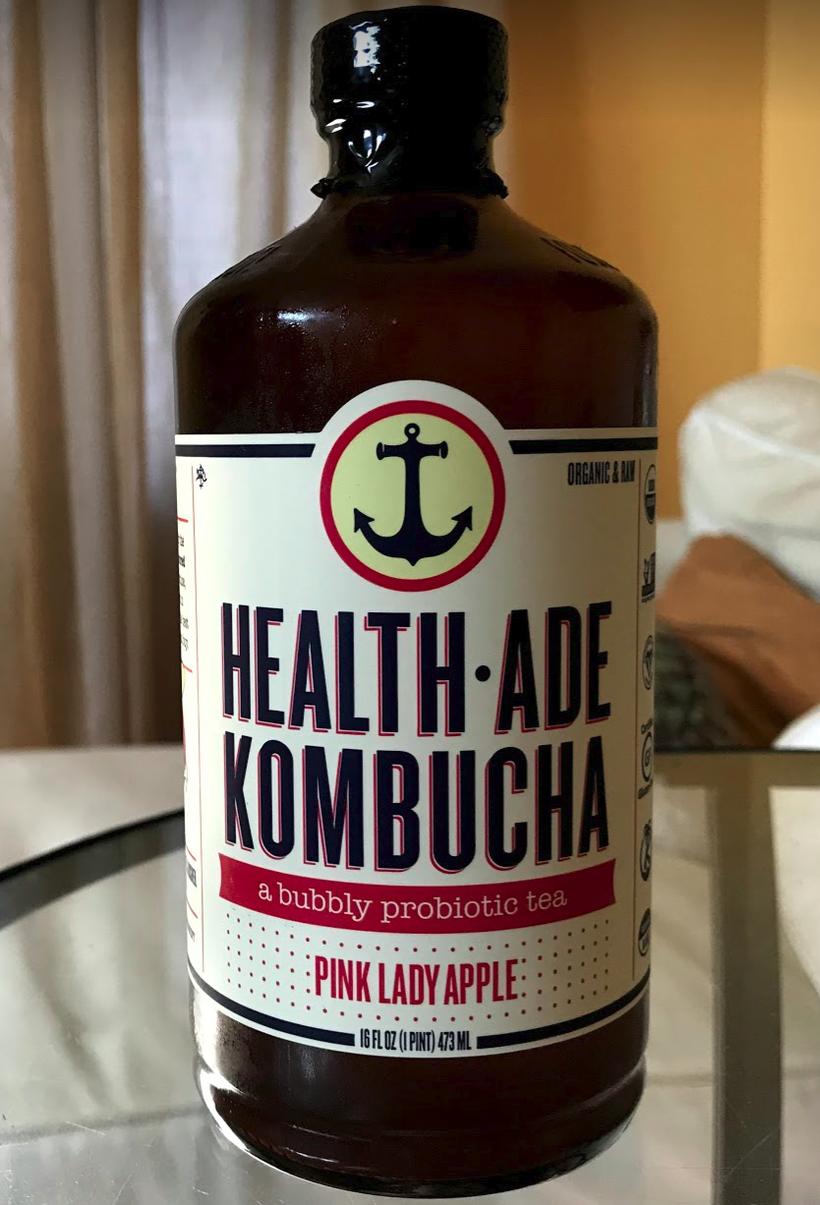 ORGANIC & RAW
HEALTH·ADE
KOMBUCHA
a bubbly probiotic tea
PINK LADY APPLE
16 FL OZ (1 PINT) 473 ML